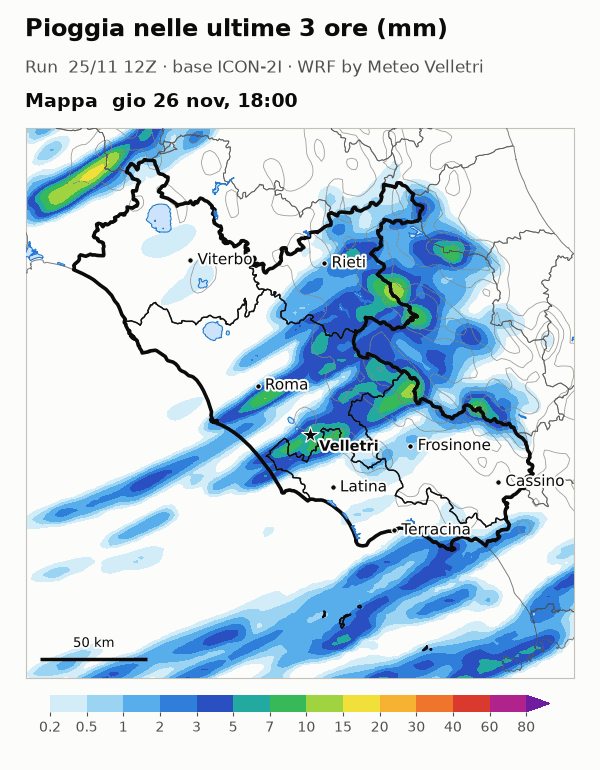 Pioggia nelle ultime 3 ore (mm)
Run  25/11 12Z · base ICON-2I · WRF by Meteo Velletri
Mappa  gio 26 nov, 18:00
Viterbo
Rieti
Roma
Velletri
Frosinone
Latina
Cassino
Terracina
50 km
0.2 0.5 1 2 3 5 7 10 15 20 30 40 60 80